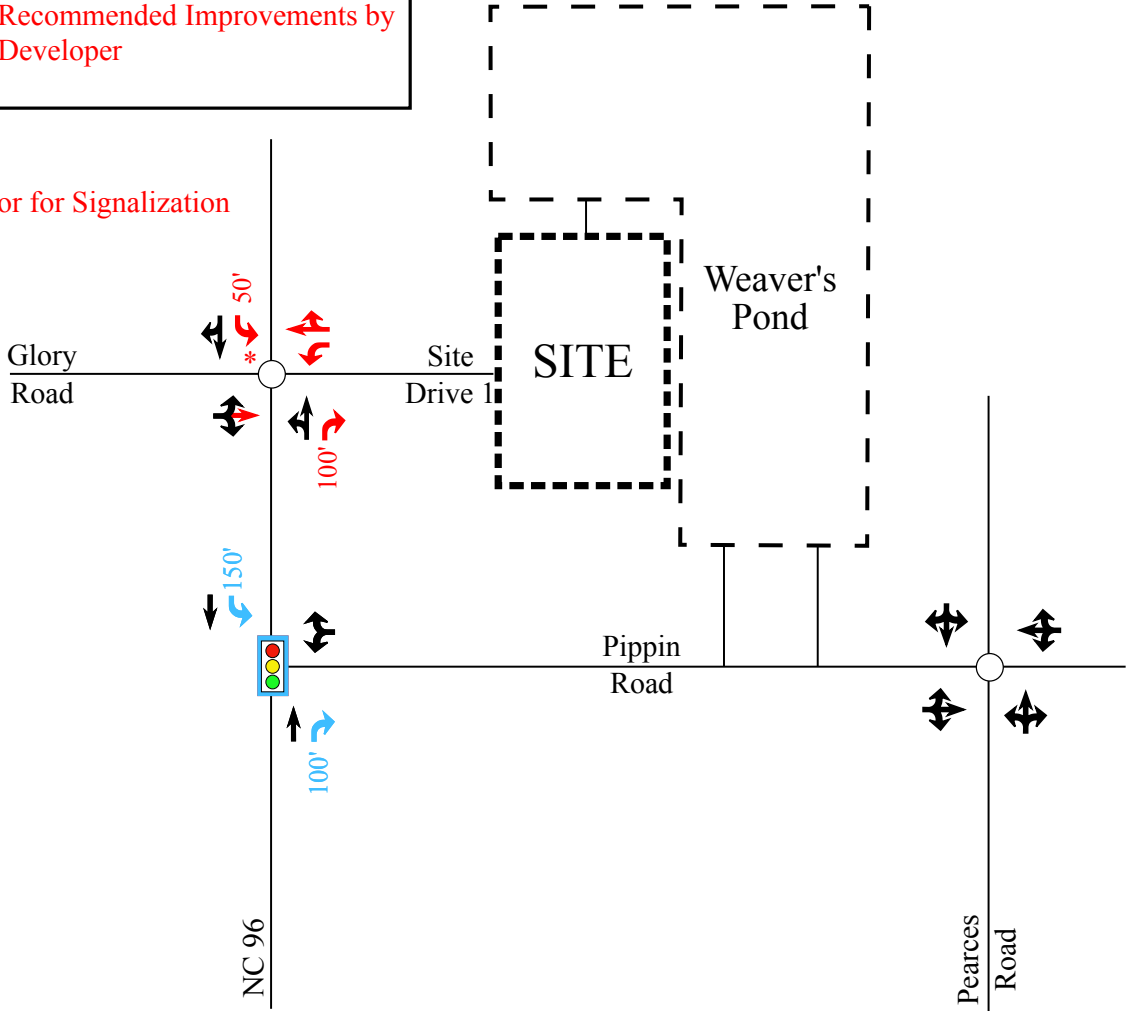 Recommended Improvements by
Developer
or for Signalization
50'
*
Glory
Road
Site
Drive 1
100'
SITE
Weaver's
Pond
150'
100'
Pippin
Road
NC 96
Pearces
Road